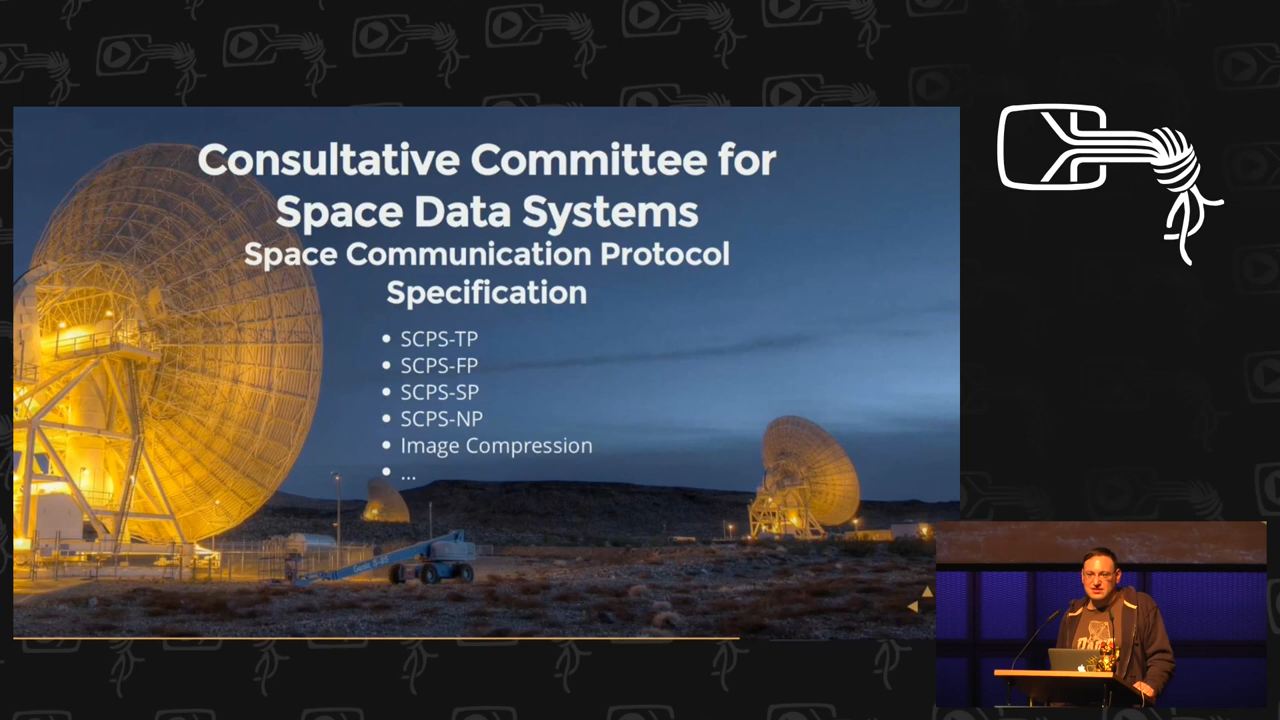 Consultative Committee for
Space Data Systems
Space Communication Protocol
Specification
SCPS-TP
SCPS-FP
SCPS-SP
SCPS-NP
Image Compression
...